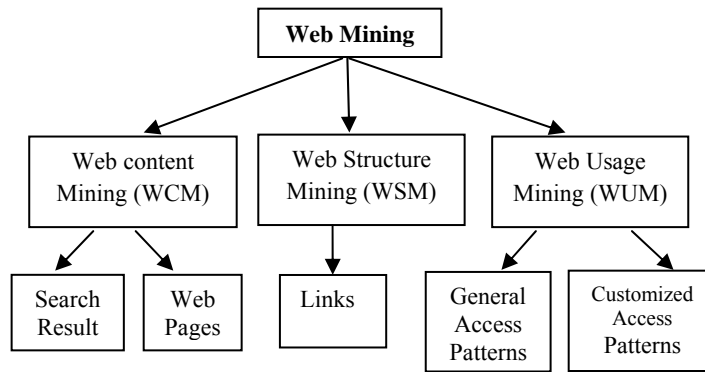 Web Mining
Web content
Mining (WCM)
Web Structure
Mining (WSM)
Web Usage
Mining (WUM)
Search
Result
Web
Pages
Links
General
Access
Patterns
Customized
Access
Patterns